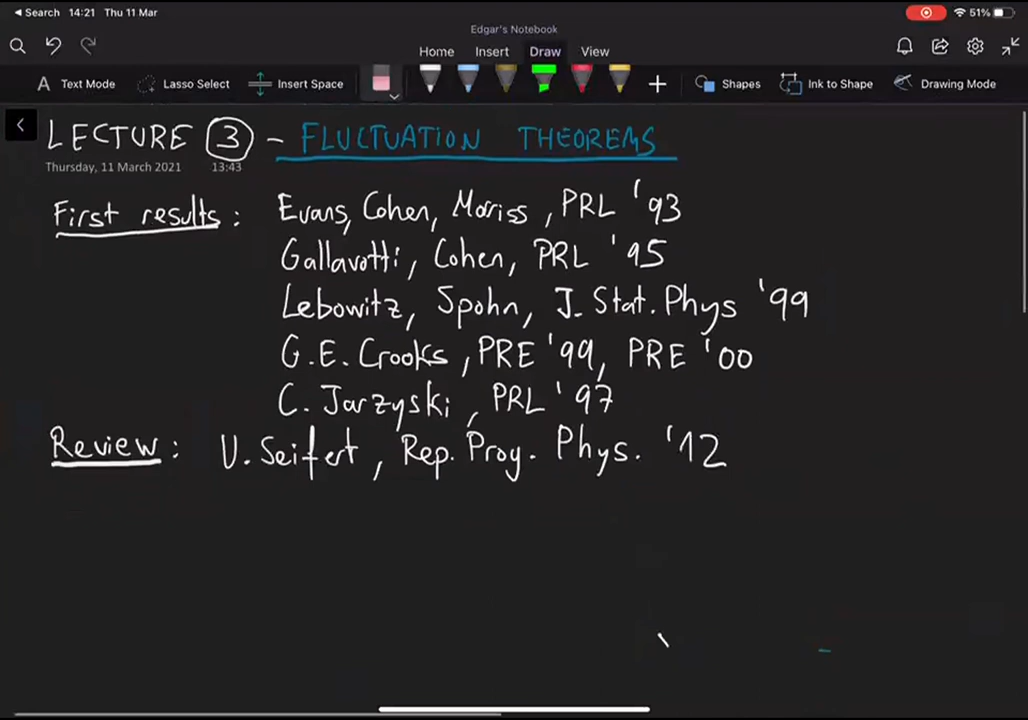 Search 14:21 Thu 11 Mar 51%
Edgar's Notebook
Home Insert Draw View
A Text Mode Lasso Select Insert Space Shapes Ink to Shape Drawing Mode
LECTURE 3 - FLUCTUATION THEOREMS
Thursday, 11 March 2021 13:43
First results: Evans, Cohen, Morriss, PRL '93
Gallavotti, Cohen, PRL '95
Lebowitz, Spohn, J. Stat. Phys '99
G.E. Crooks, PRE '99, PRE '00
C. Jarzyski, PRL '97
Review: U. Seifert, Rep. Prog. Phys. '12